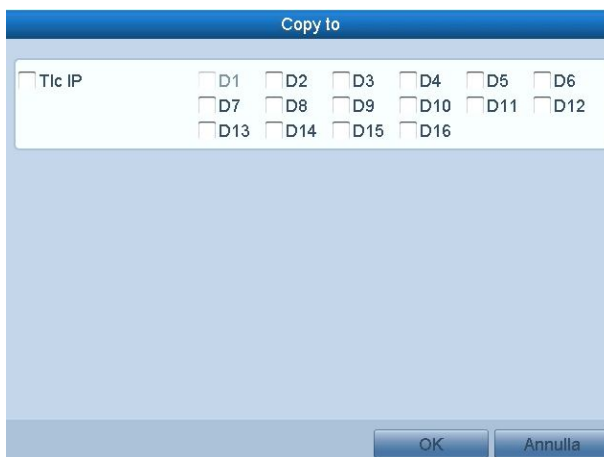 Copy to
Tlc IP D1 D2 D3 D4 D5 D6
D7 D8 D9 D10 D11 D12
D13 D14 D15 D16
OK Annulla